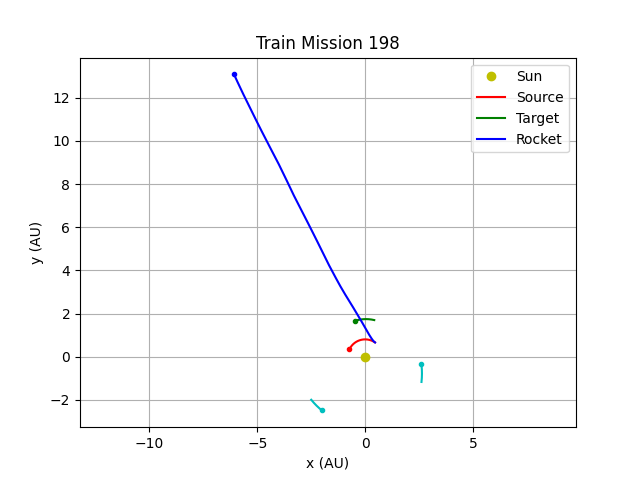 Train Mission 198
Sun
Source
Target
Rocket
12
10
8
6
4
2
0
−2
−10
−5
0
5
x (AU)
y (AU)